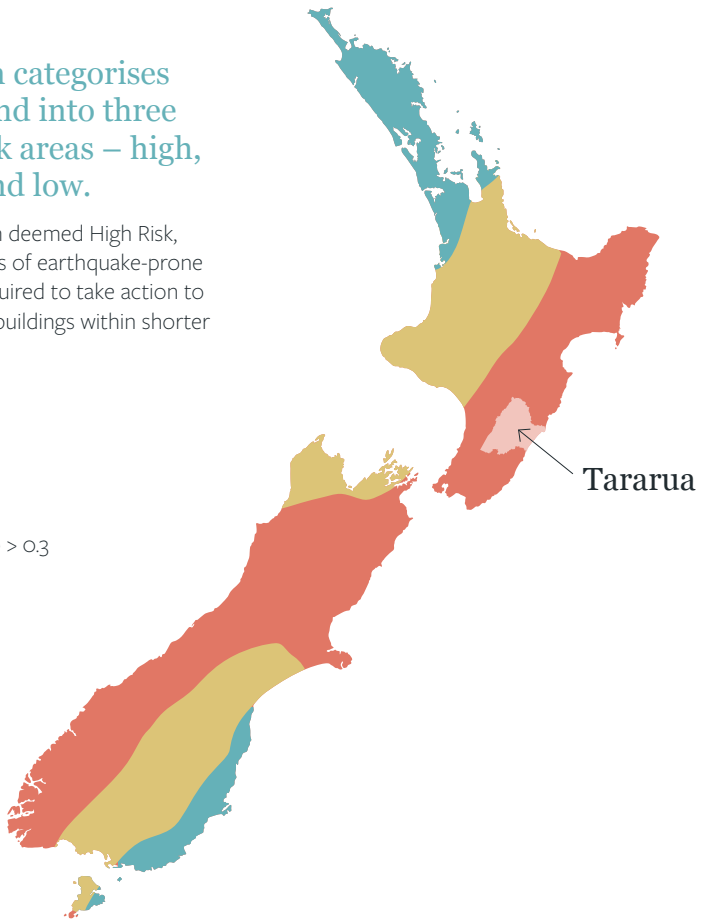 categorises
nd into three
k areas – high,
nd low.
n deemed High Risk,
s of earthquake-prone
uired to take action to
buildings within shorter
> 0.3
Tararua